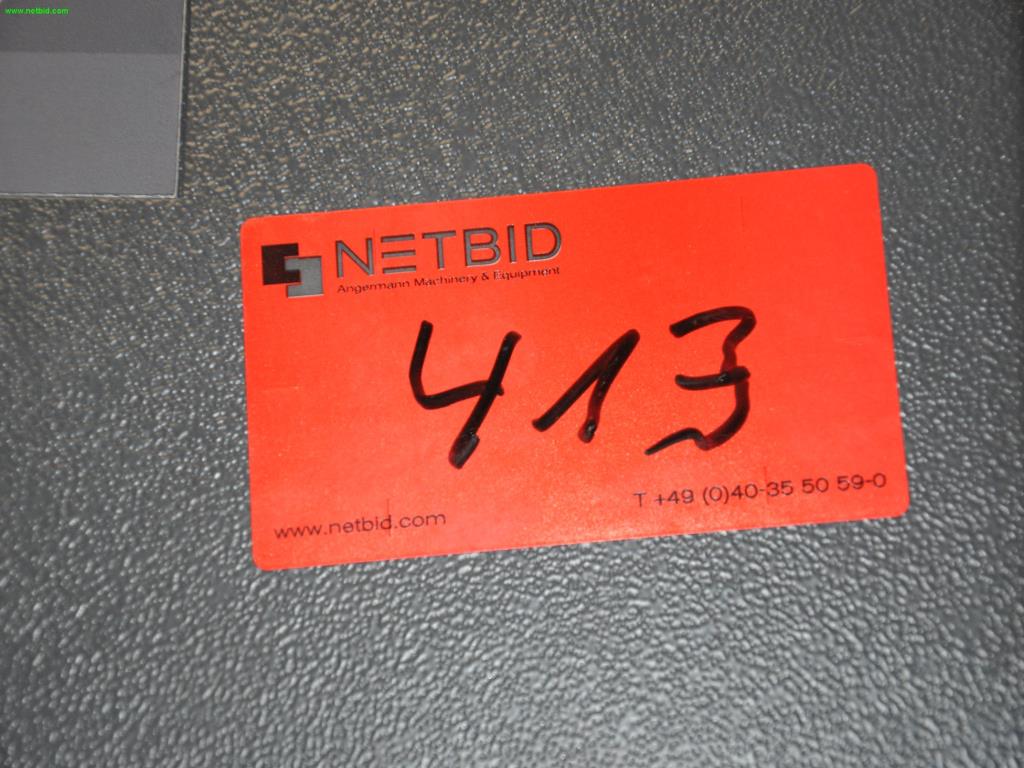 www.netbid.com
NETBID
Angermann Machinery & Equipment
413
www.netbid.com
T +49 (0)40-35 50 59-0